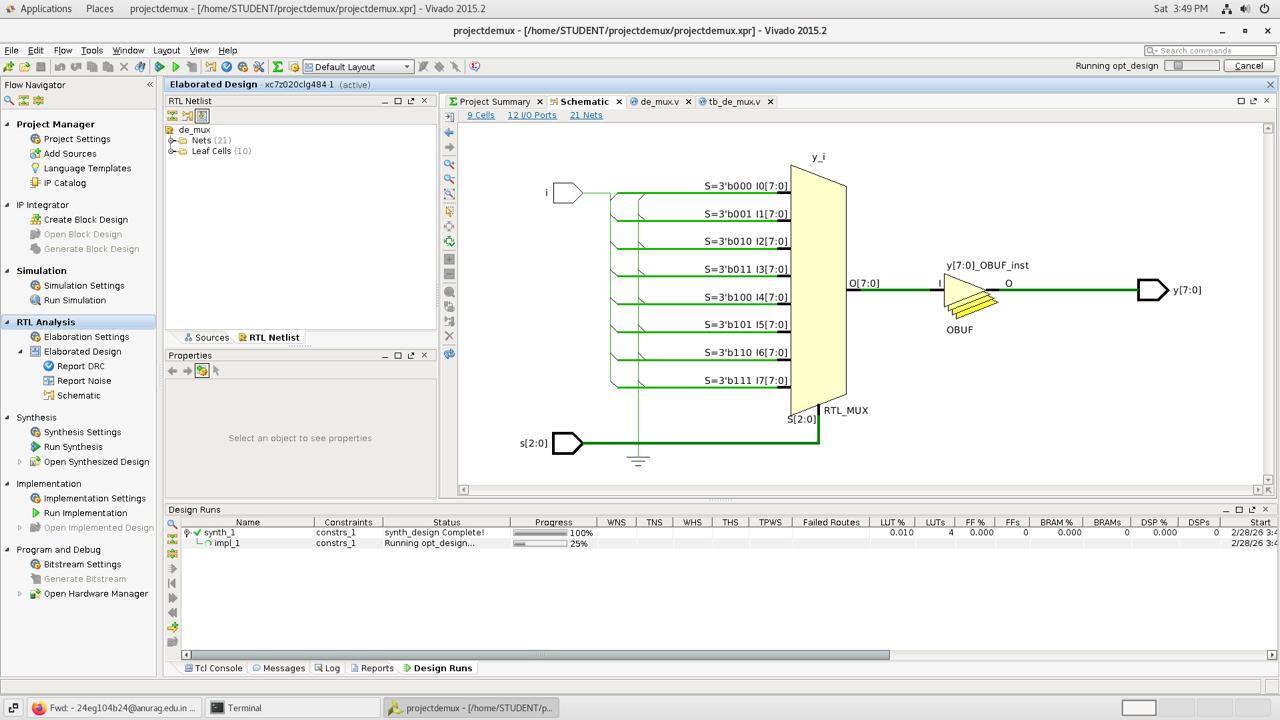 Applications Places projectdemux - [/home/STUDENT/projectdemux/projectdemux.xpr] - Vivado 2015.2 Sat 3:49 PM
projectdemux - [/home/STUDENT/projectdemux/projectdemux.xpr] - Vivado 2015.2
File Edit Flow Tools Window Layout View Help Search commands
Default Layout Running opt_design Cancel
Flow Navigator
Project Manager
Project Settings
Add Sources
Language Templates
IP Catalog
IP Integrator
Create Block Design
Open Block Design
Generate Block Design
Simulation
Simulation Settings
Run Simulation
RTL Analysis
Elaboration Settings
Elaborated Design
Report DRC
Report Noise
Schematic
Synthesis
Synthesis Settings
Run Synthesis
Open Synthesized Design
Implementation
Implementation Settings
Run Implementation
Open Implemented Design
Program and Debug
Bitstream Settings
Generate Bitstream
Open Hardware Manager
Elaborated Design - xc7z020clg484-1 (active)
RTL Netlist
de_mux
Nets (21)
Leaf Cells (10)
Sources RTL Netlist
Properties
Select an object to see properties
Project Summary Schematic de_mux.v tb_de_mux.v
9 Cells 12 I/O Ports 21 Nets
y_i
i
S=3'b000 I0[7:0]
S=3'b001 I1[7:0]
S=3'b010 I2[7:0]
S=3'b011 I3[7:0]
S=3'b100 I4[7:0]
S=3'b101 I5[7:0]
S=3'b110 I6[7:0]
S=3'b111 I7[7:0]
O[7:0]
y[7:0]_OBUF_inst
I O
OBUF
y[7:0]
RTL_MUX
S[2:0]
s[2:0]
Design Runs
Name Constraints Status Progress WNS TNS WHS THS TPWS Failed Routes LUT % LUTs FF % FFs BRAM % BRAMs DSP % DSPs Start
synth_1 constrs_1 synth_design Complete! 100% 0.010 4 0.000 0 0.000 0 0.000 0 2/28/26 3:4
impl_1 constrs_1 Running opt_design... 25% 2/28/26 3:4
Tcl Console Messages Log Reports Design Runs
Fwd: - 24eg104b24@anurag.edu.in ... Terminal projectdemux - [/home/STUDENT/p...